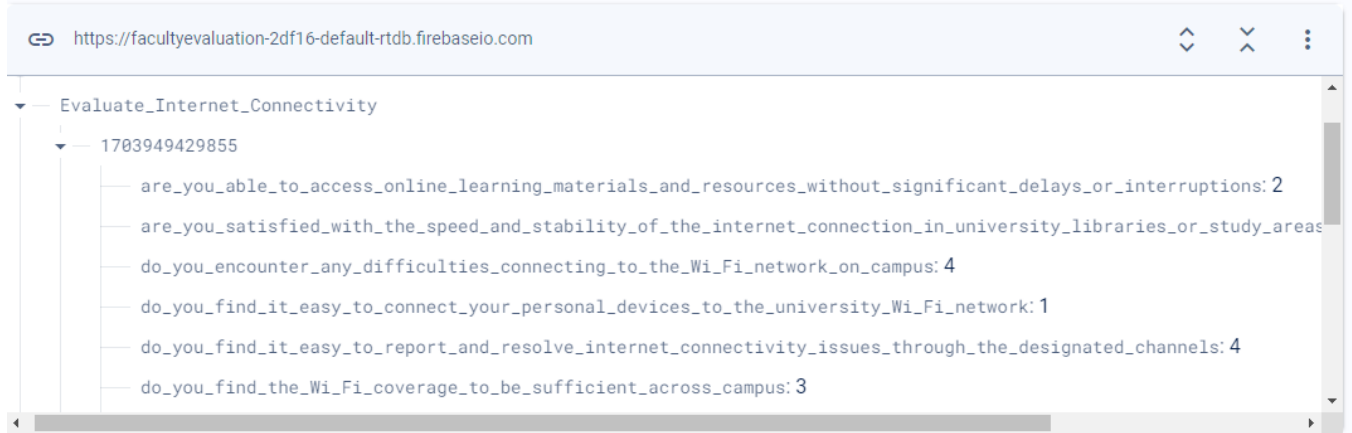 https://facultyevaluation-2df16-default-rtdb.firebaseio.com
Evaluate_Internet_Connectivity
1703949429855
are_you_able_to_access_online_learning_materials_and_resources_without_significant_delays_or_interruptions: 2
are_you_satisfied_with_the_speed_and_stability_of_the_internet_connection_in_university_libraries_or_study_areas
do_you_encounter_any_difficulties_connecting_to_the_Wi_Fi_network_on_campus: 4
do_you_find_it_easy_to_connect_your_personal_devices_to_the_university_Wi_Fi_network: 1
do_you_find_it_easy_to_report_and_resolve_internet_connectivity_issues_through_the_designated_channels: 4
do_you_find_the_Wi_Fi_coverage_to_be_sufficient_across_campus: 3